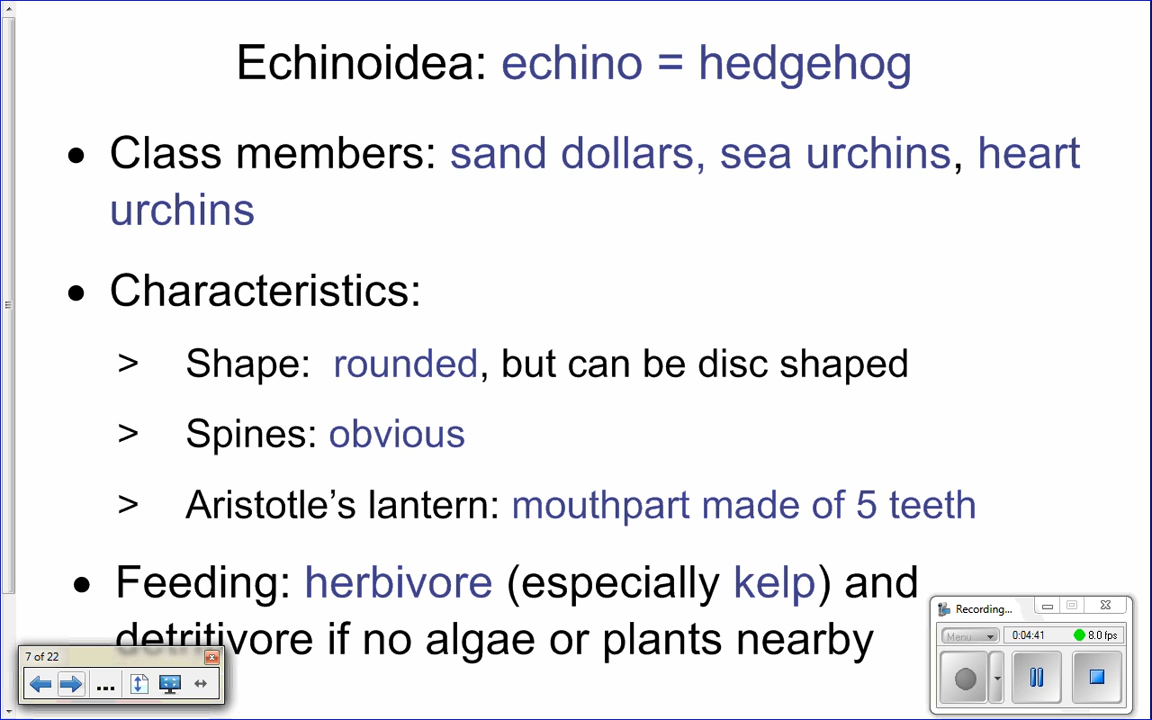 Echinoidea: echino = hedgehog
• Class members: sand dollars, sea urchins, heart
urchins
• Characteristics:
> Shape: rounded, but can be disc shaped
> Spines: obvious
> Aristotle’s lantern: mouthpart made of 5 teeth
• Feeding: herbivore (especially kelp) and
detritivore if no algae or plants nearby
7 of 22
...
Recording...
Menu
0:04:41
8.0 fps